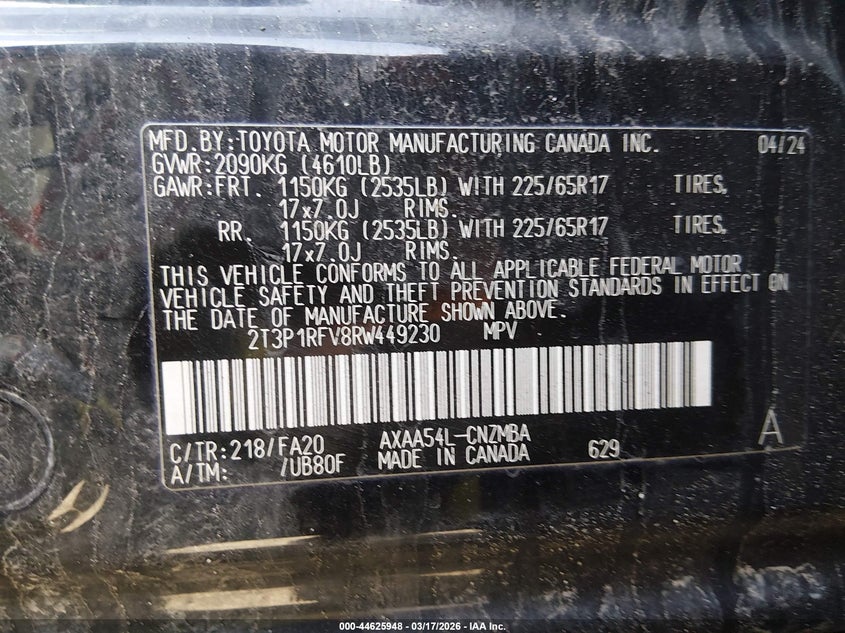 MFD.BY:TOYOTA MOTOR MANUFACTURING CANADA INC. 04/24
GVWR:2090KG (4610LB)
GAWR:FRT. 1150KG (2535LB) WITH 225/65R17 TIRES,
17x7.0J RIMS.
RR. 1150KG (2535LB) WITH 225/65R17 TIRES,
17x7.0J RIMS.
THIS VEHICLE CONFORMS TO ALL APPLICABLE FEDERAL MOTOR
VEHICLE SAFETY AND THEFT PREVENTION STANDARDS IN EFFECT ON
THE DATE OF MANUFACTURE SHOWN ABOVE.
2T3P1RFV8RW449230 MPV
C/TR:218/FA20 AXAA54L-CNZMBA A
A/TM: /UB80F MADE IN CANADA 629
000-44625948 - 03/17/2026 - IAA Inc.